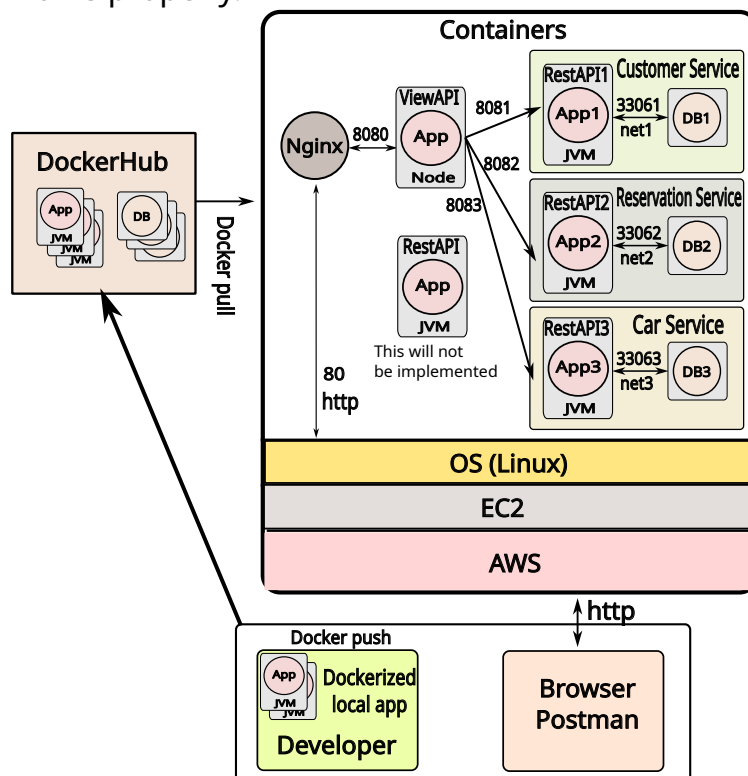 Containers
DockerHub
App
JVM
JVM
JVM
DB
Docker pull
Nginx
8080
ViewAPI
App
Node
8081
8082
8083
RestAPI
App
JVM
This will not
be implemented
80
http
Customer Service
RestAPI1
App1
JVM
33061
net1
DB1
Reservation Service
RestAPI2
App2
JVM
33062
net2
DB2
Car Service
RestAPI3
App3
JVM
33063
net3
DB3
OS (Linux)
EC2
AWS
http
Docker push
App
JVM
JVM
Dockerized
local app
Developer
Browser
Postman